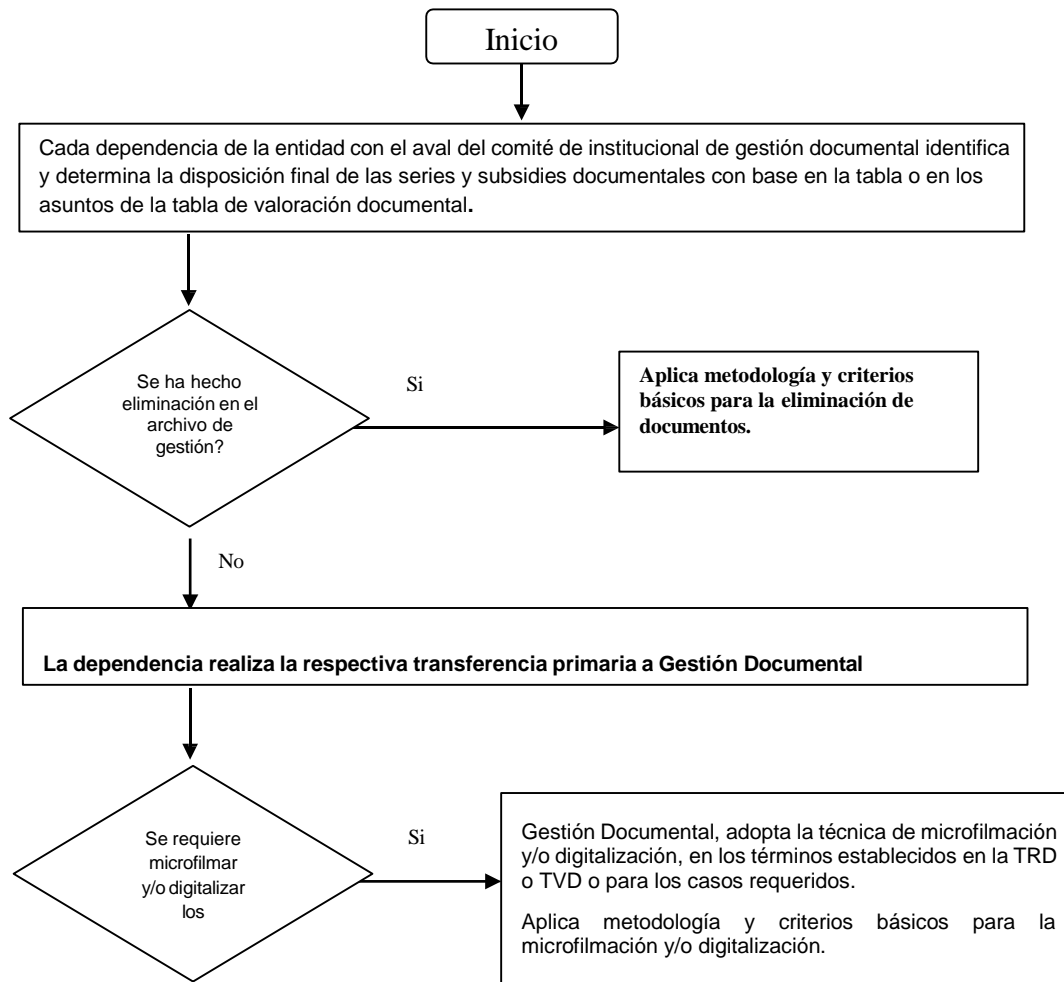 Inicio
Cada dependencia de la entidad con el aval del comité de institucional de gestión documental identifica
y determina la disposición final de las series y subsidies documentales con base en la tabla o en los
asuntos de la tabla de valoración documental.
Se ha hecho
eliminación en el
archivo de
gestión?
Si
Aplica metodología y criterios
básicos para la eliminación de
documentos.
No
La dependencia realiza la respectiva transferencia primaria a Gestión Documental
Se requiere
microfilmar
y/o digitalizar
los
Si
Gestión Documental, adopta la técnica de microfilmación
y/o digitalización, en los términos establecidos en la TRD
o TVD o para los casos requeridos.
Aplica metodología y criterios básicos para la
microfilmación y/o digitalización.